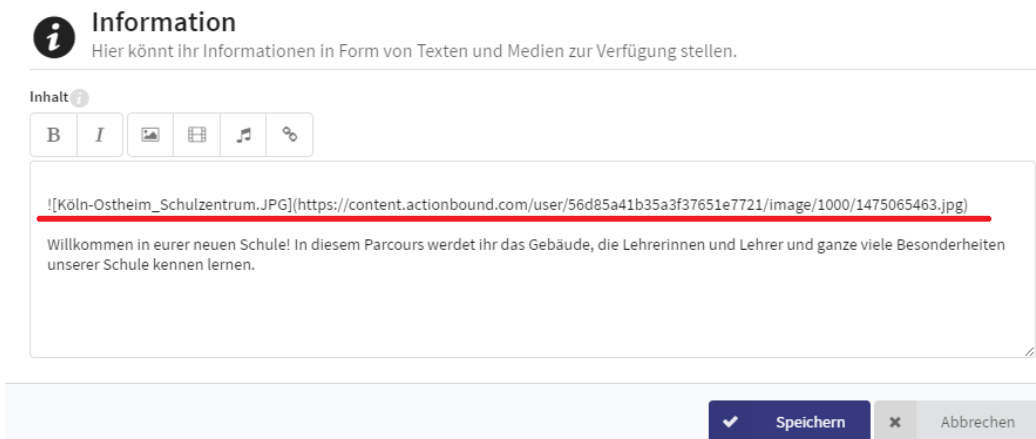 Information
Hier könnt ihr Informationen in Form von Texten und Medien zur Verfügung stellen.
Inhalt
B I
![Köln-Ostheim_Schulzentrum.JPG](https://content.actionbound.com/user/56d85a41b35a3f37651e7721/image/1000/1475065463.jpg)
Willkommen in eurer neuen Schule! In diesem Parcours werdet ihr das Gebäude, die Lehrerinnen und Lehrer und ganze viele Besonderheiten
unserer Schule kennen lernen.
Speichern Abbrechen